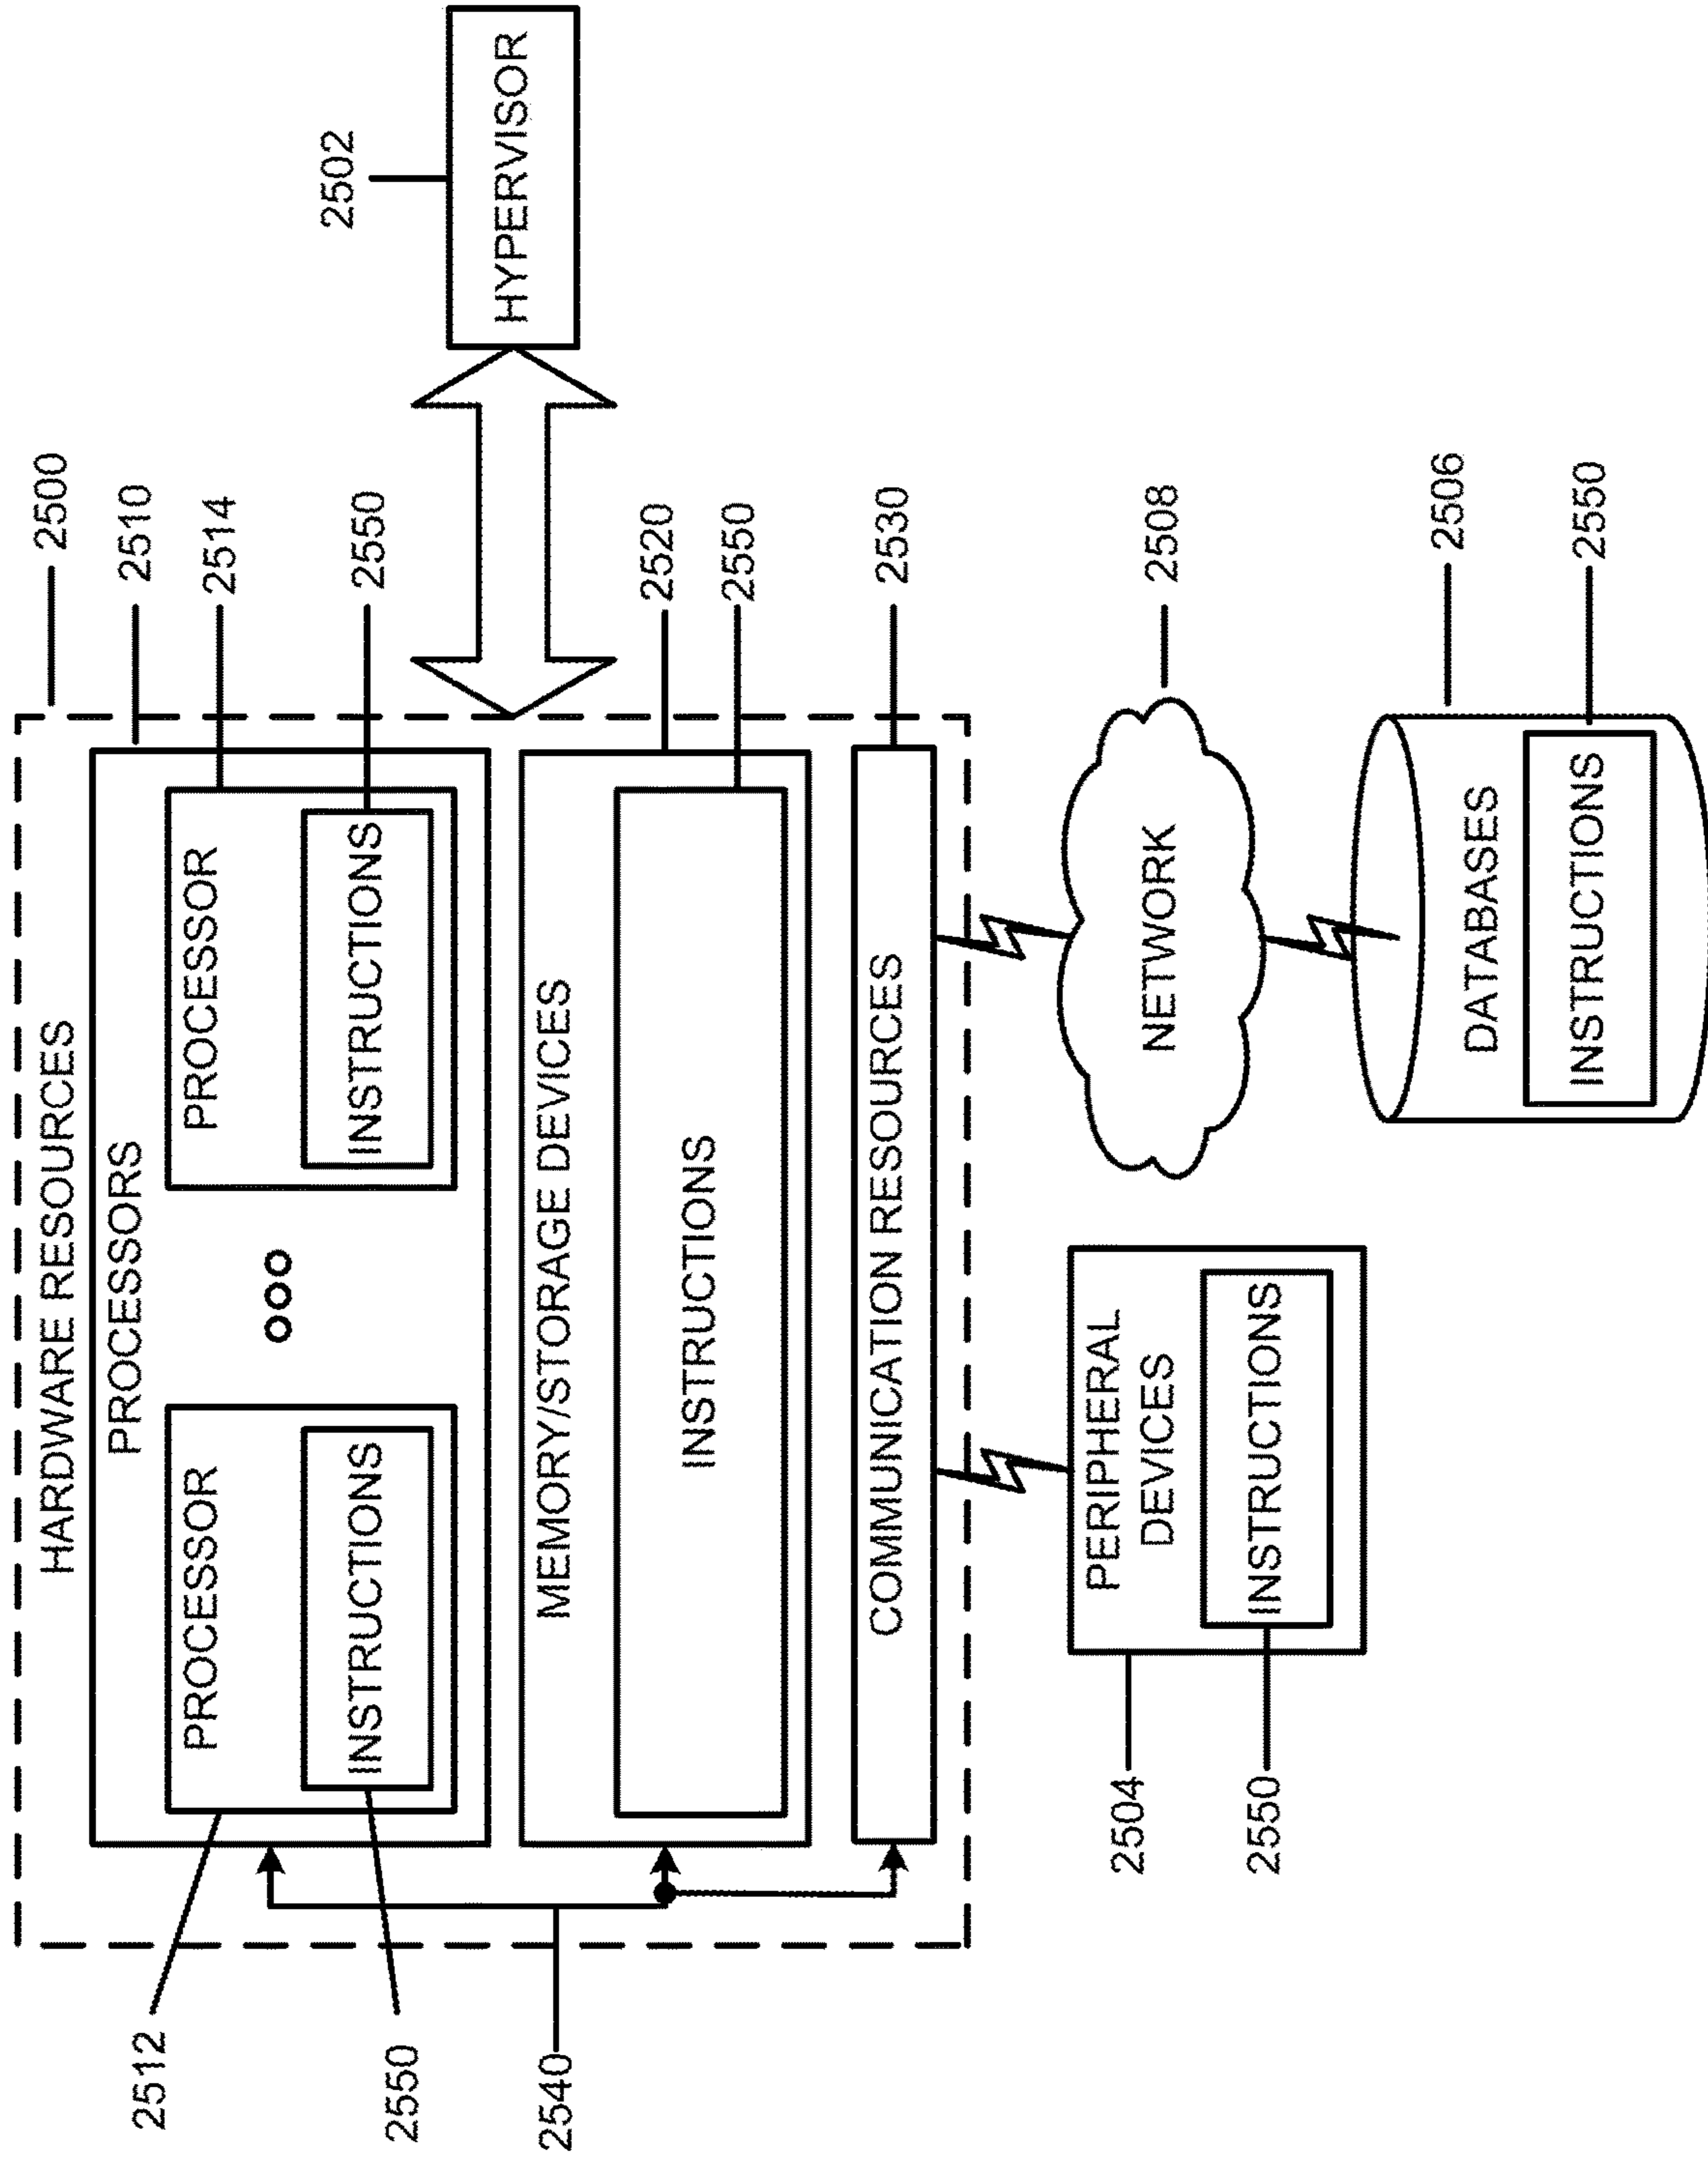 HARDWARE RESOURCES
2500
PROCESSORS
2510
PROCESSOR
PROCESSOR
2514
2512
INSTRUCTIONS
INSTRUCTIONS
2550
2550
HYPERVISOR
2502
2540
MEMORY/STORAGE DEVICES
2520
INSTRUCTIONS
2550
COMMUNICATION RESOURCES
2530
PERIPHERAL
DEVICES
2504
INSTRUCTIONS
2550
NETWORK
2508
DATABASES
2506
INSTRUCTIONS
2550